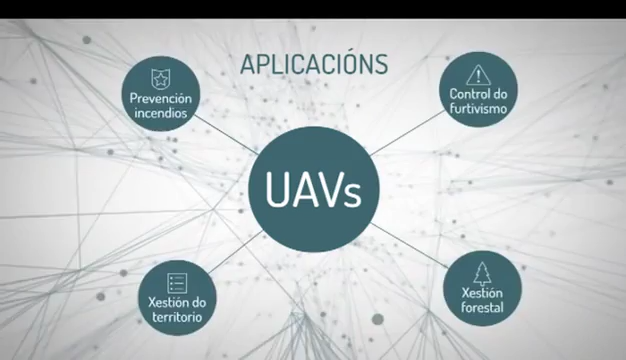 APLICACIÓNS
Prevención
incendios
Control do
furtivismo
UAVs
Xestión do
territorio
Xestión
forestal